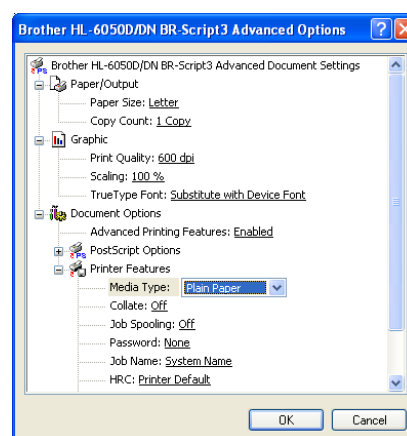 Brother HL-6050D/DN BR-Script3 Advanced Options
Brother HL-6050D/DN BR-Script3 Advanced Document Settings
Paper/Output
Paper Size: Letter
Copy Count: 1 Copy
Graphic
Print Quality: 600 dpi
Scaling: 100 %
TrueType Font: Substitute with Device Font
Document Options
Advanced Printing Features: Enabled
PostScript Options
Printer Features
Media Type: Plain Paper
Collate: Off
Job Spooling: Off
Password: None
Job Name: System Name
HRC: Printer Default
OK Cancel